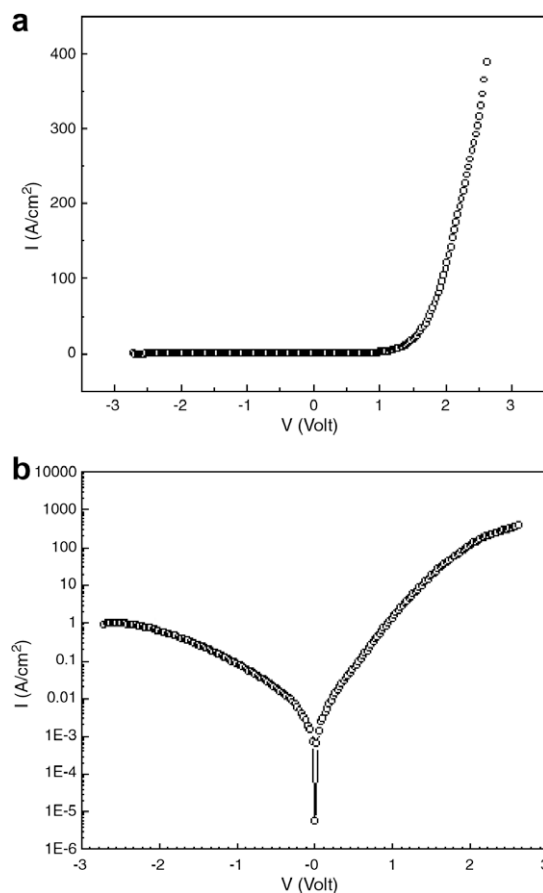 a
400
300
200
100
0
I (A/cm²)
-3 -2 -1 0 1 2 3
V (Volt)
b
10000
1000
100
10
1
0.1
0.01
1E-3
1E-4
1E-5
1E-6
I (A/cm²)
-3 -2 -1 -0 1 2 3
V (Volt)